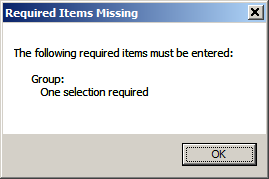 Required Items Missing
The following required items must be entered:
Group:
One selection required
OK